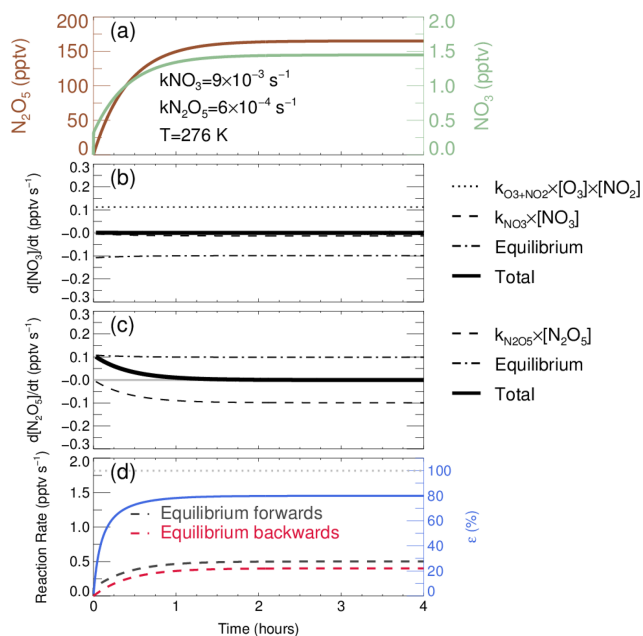 (a)
200
150
100
50
0
N₂O₅ (pptv)
2.0
1.5
1.0
0.5
0.0
NO₃ (pptv)
kNO₃=9×10⁻³ s⁻¹
kN₂O₅=6×10⁻⁴ s⁻¹
T=276 K
(b)
0.3
0.2
0.1
−0.0
−0.1
−0.2
−0.3
d[NO₃]/dt (pptv s⁻¹)
k_O3+NO2×[O₃]×[NO₂]
k_NO3×[NO₃]
Equilibrium
Total
(c)
0.3
0.2
0.1
−0.0
−0.1
−0.2
−0.3
d[N₂O₅]/dt (pptv s⁻¹)
k_N2O5×[N₂O₅]
Equilibrium
Total
(d)
2.0
1.5
1.0
0.5
0.0
Reaction Rate (pptv s⁻¹)
100
80
60
40
20
0
ε (%)
Equilibrium forwards
Equilibrium backwards
0 1 2 3 4
Time (hours)